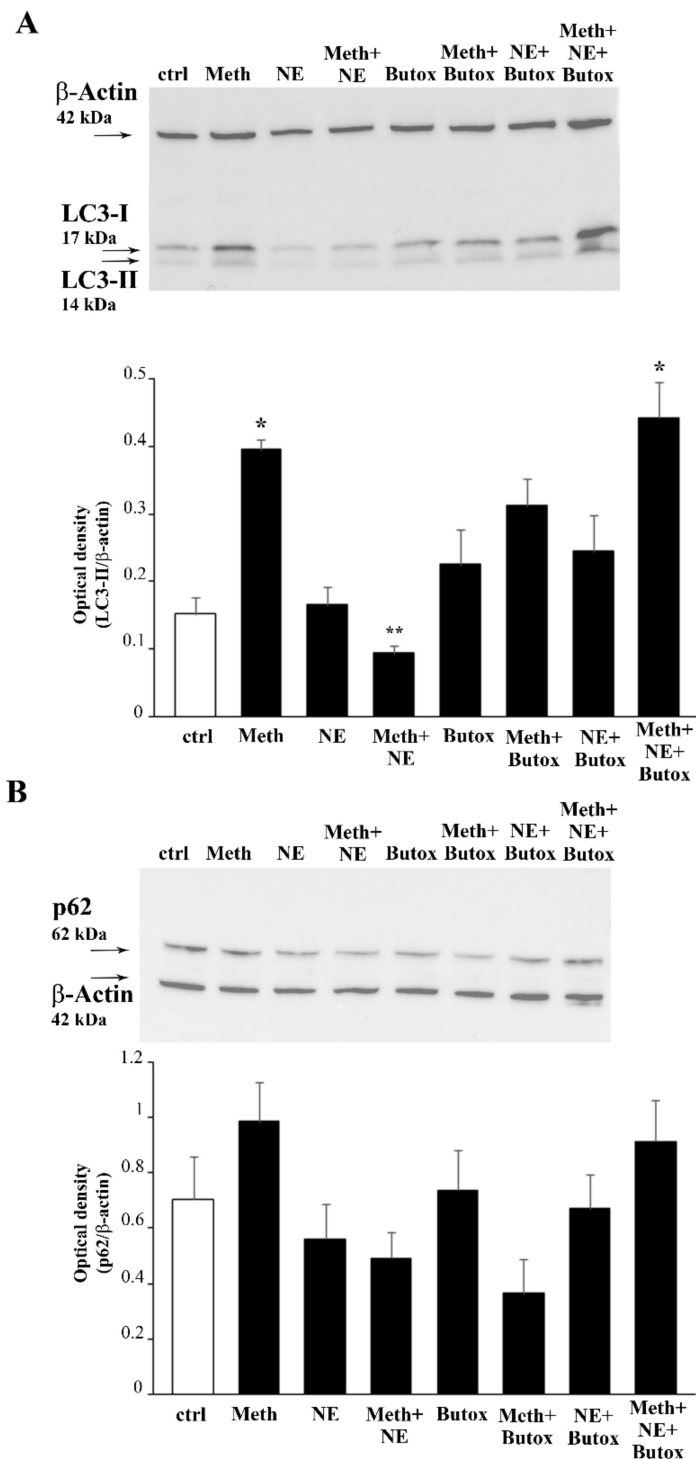 A
ctrl Meth NE Meth+ NE Butox Meth+ Butox NE+ Butox Meth+ NE+ Butox
β-Actin
42 kDa
LC3-I
17 kDa
LC3-II
14 kDa
Optical density
(LC3-II/β-actin)
0.5
0.4
0.3
0.2
0.1
0
*
**
*
ctrl Meth NE Meth+ NE Butox Meth+ Butox NE+ Butox Meth+ NE+ Butox
B
ctrl Meth NE Meth+ NE Butox Meth+ Butox NE+ Butox Meth+ NE+ Butox
p62
62 kDa
β-Actin
42 kDa
Optical density
(p62/β-actin)
1.2
1
0.8
0.6
0.4
0.2
0
ctrl Meth NE Meth+ NE Butox Meth+ Butox NE+ Butox Meth+ NE+ Butox